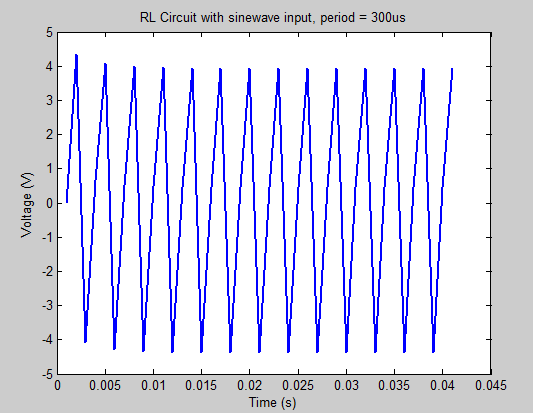 RL Circuit with sinewave input, period = 300us
5
4
3
2
1
0
-1
-2
-3
-4
-5
Voltage (V)
0 0.005 0.01 0.015 0.02 0.025 0.03 0.035 0.04 0.045
Time (s)